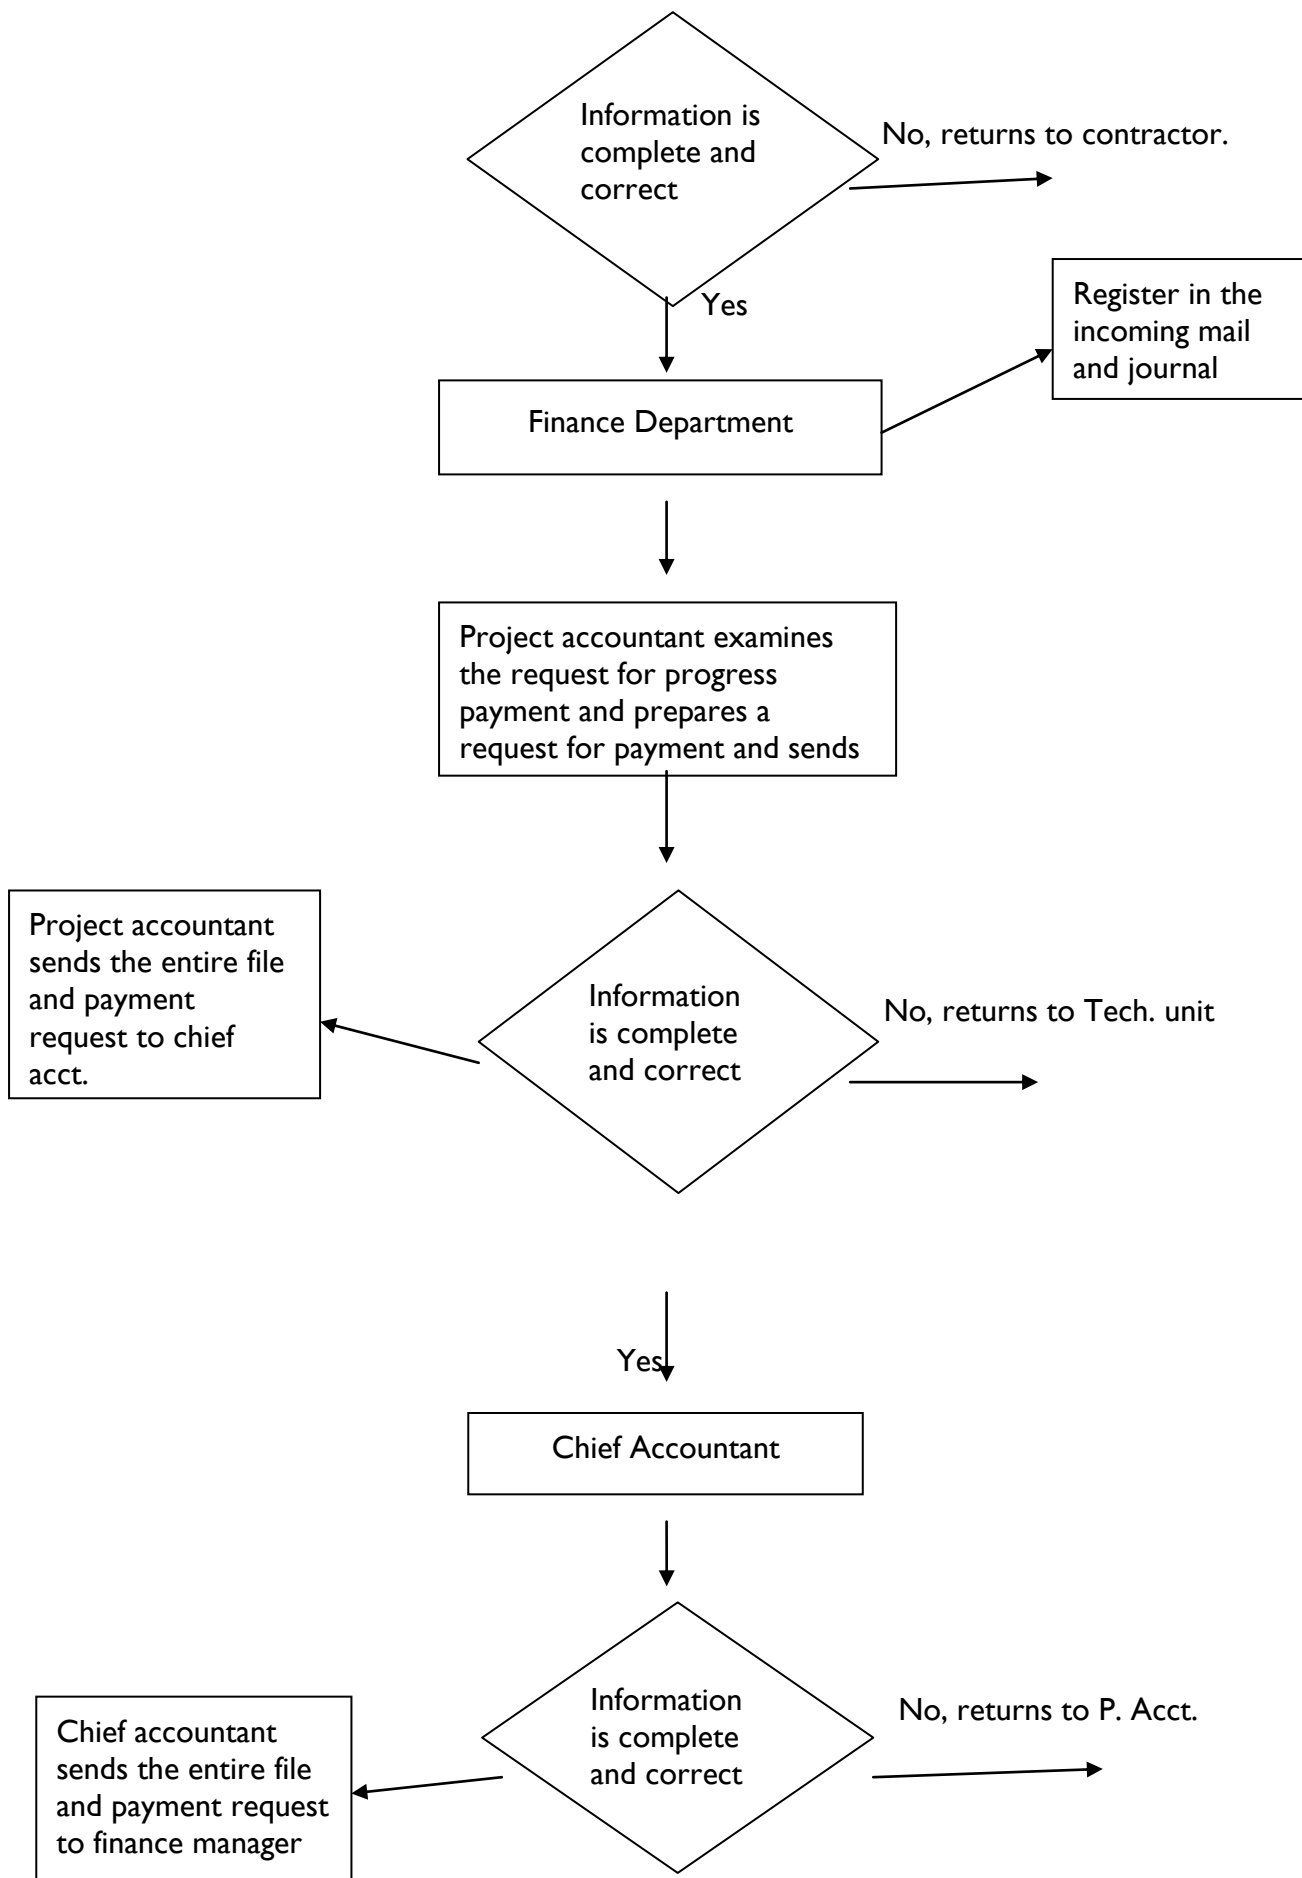 Information is
complete and
correct
No, returns to contractor.
Yes
Register in the
incoming mail
and journal
Finance Department
Project accountant examines
the request for progress
payment and prepares a
request for payment and sends
Project accountant
sends the entire file
and payment
request to chief
acct.
Information
is complete
and correct
No, returns to Tech. unit
Yes
Chief Accountant
Information
is complete
and correct
No, returns to P. Acct.
Chief accountant
sends the entire file
and payment request
to finance manager